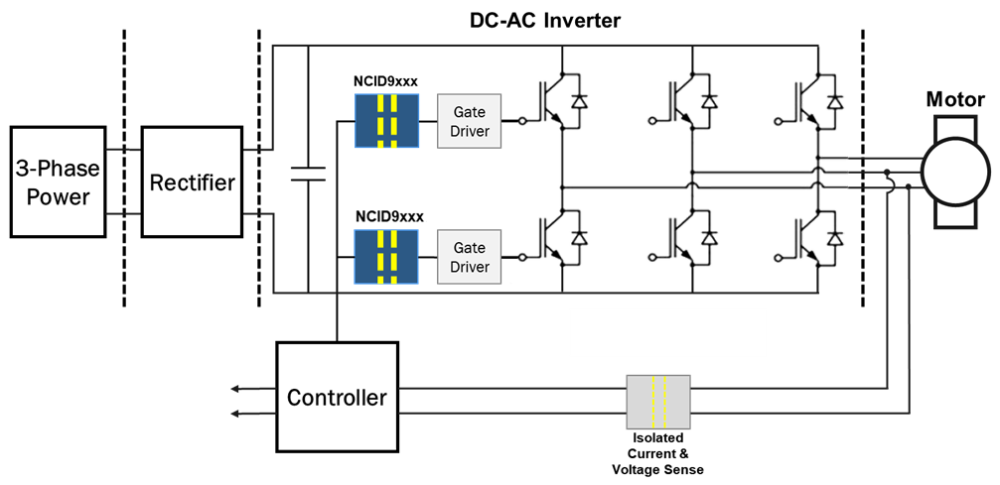 DC-AC Inverter
NCID9xxx
Gate
Driver
Motor
3-Phase
Power
Rectifier
NCID9xxx
Gate
Driver
Controller
Isolated
Current &
Voltage Sense